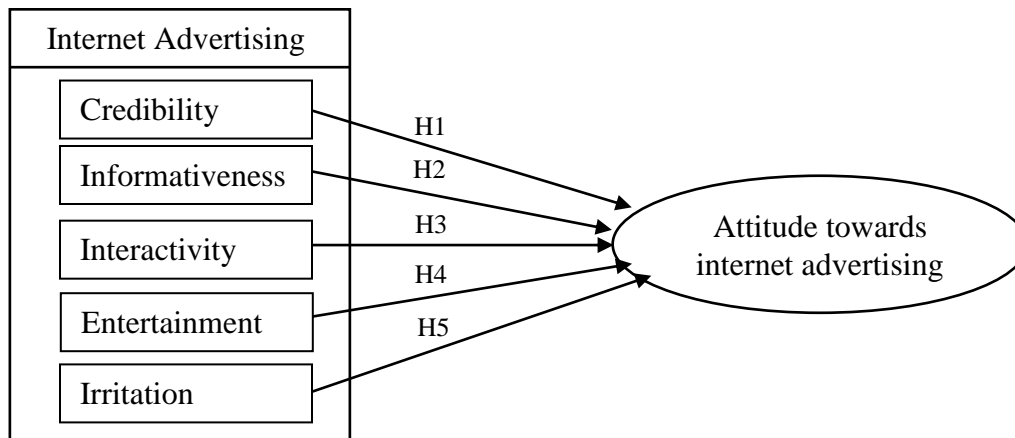 Internet Advertising
Credibility
H1
Informativeness
H2
Interactivity
H3
Entertainment
H4
Irritation
H5
Attitude towards
internet advertising